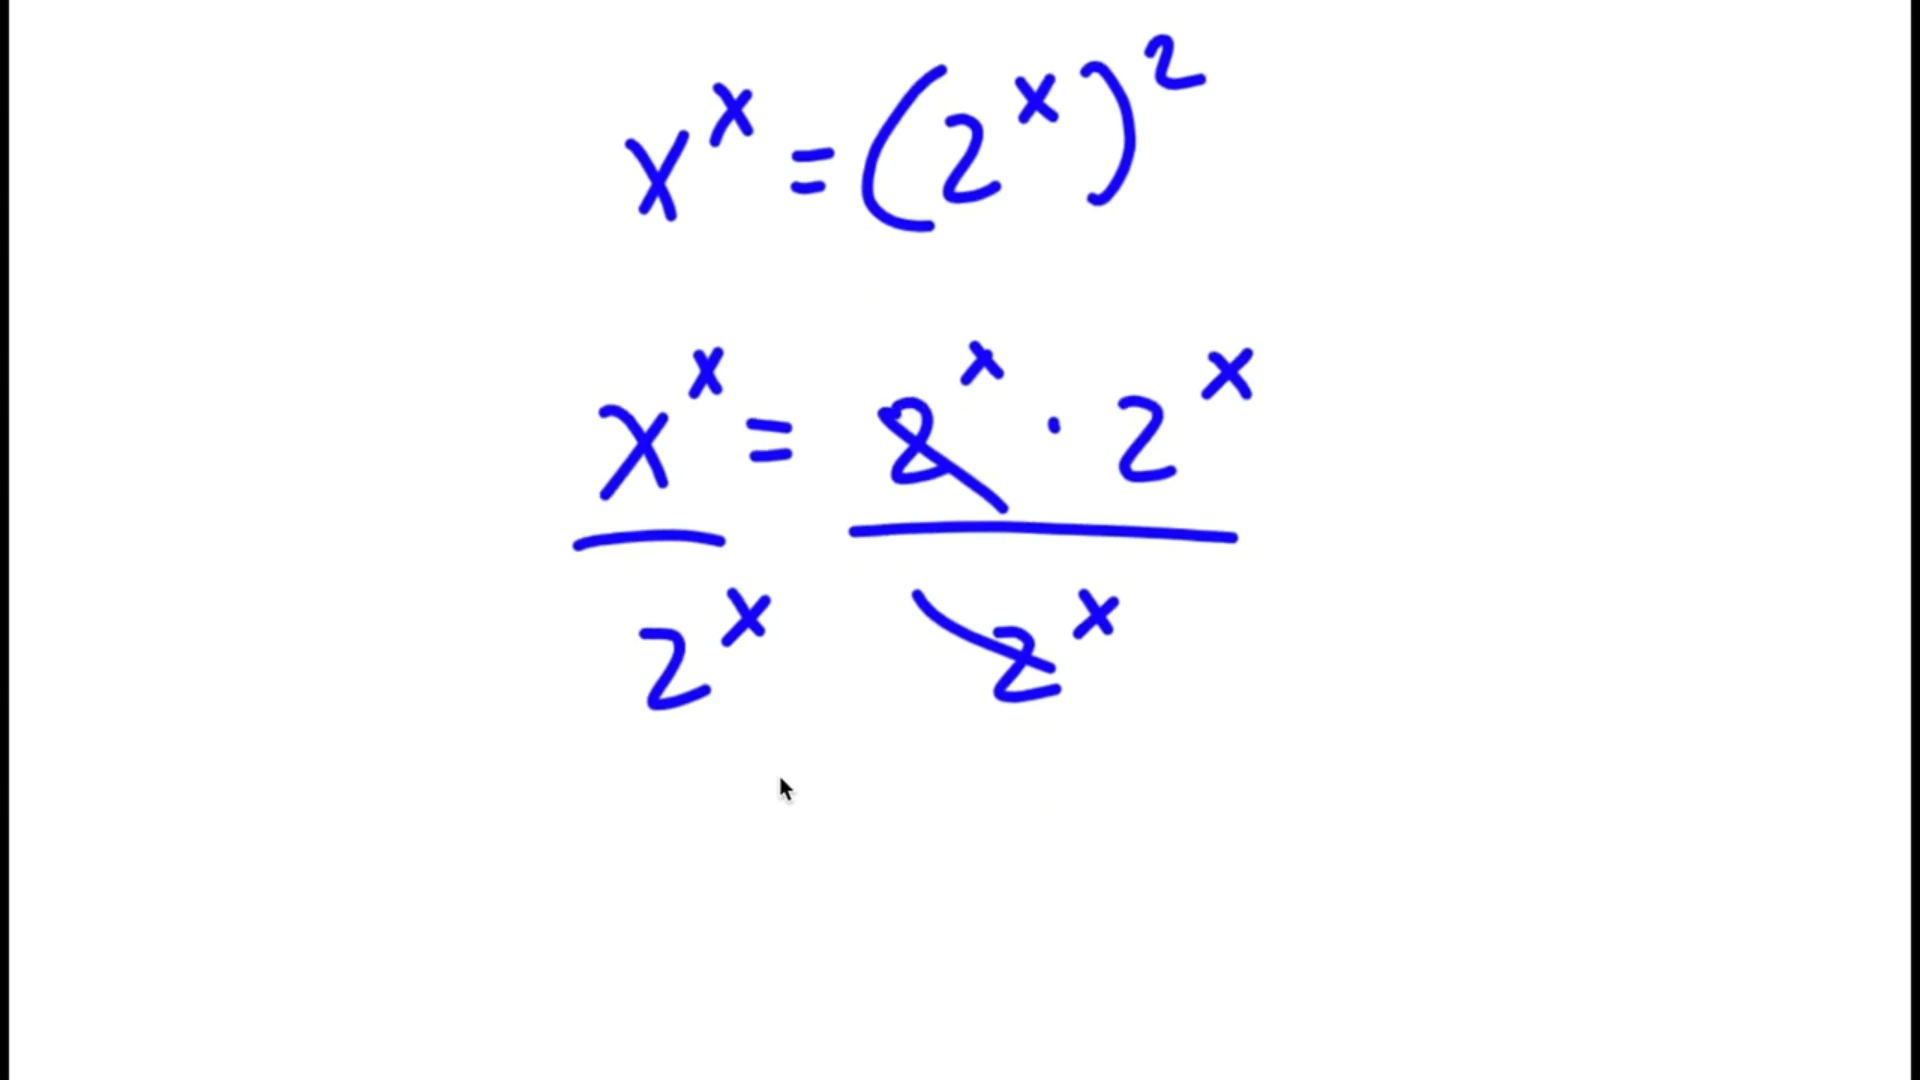 x^x = (2^x)^2
x^x = 2^x · 2^x
2^x 2^x